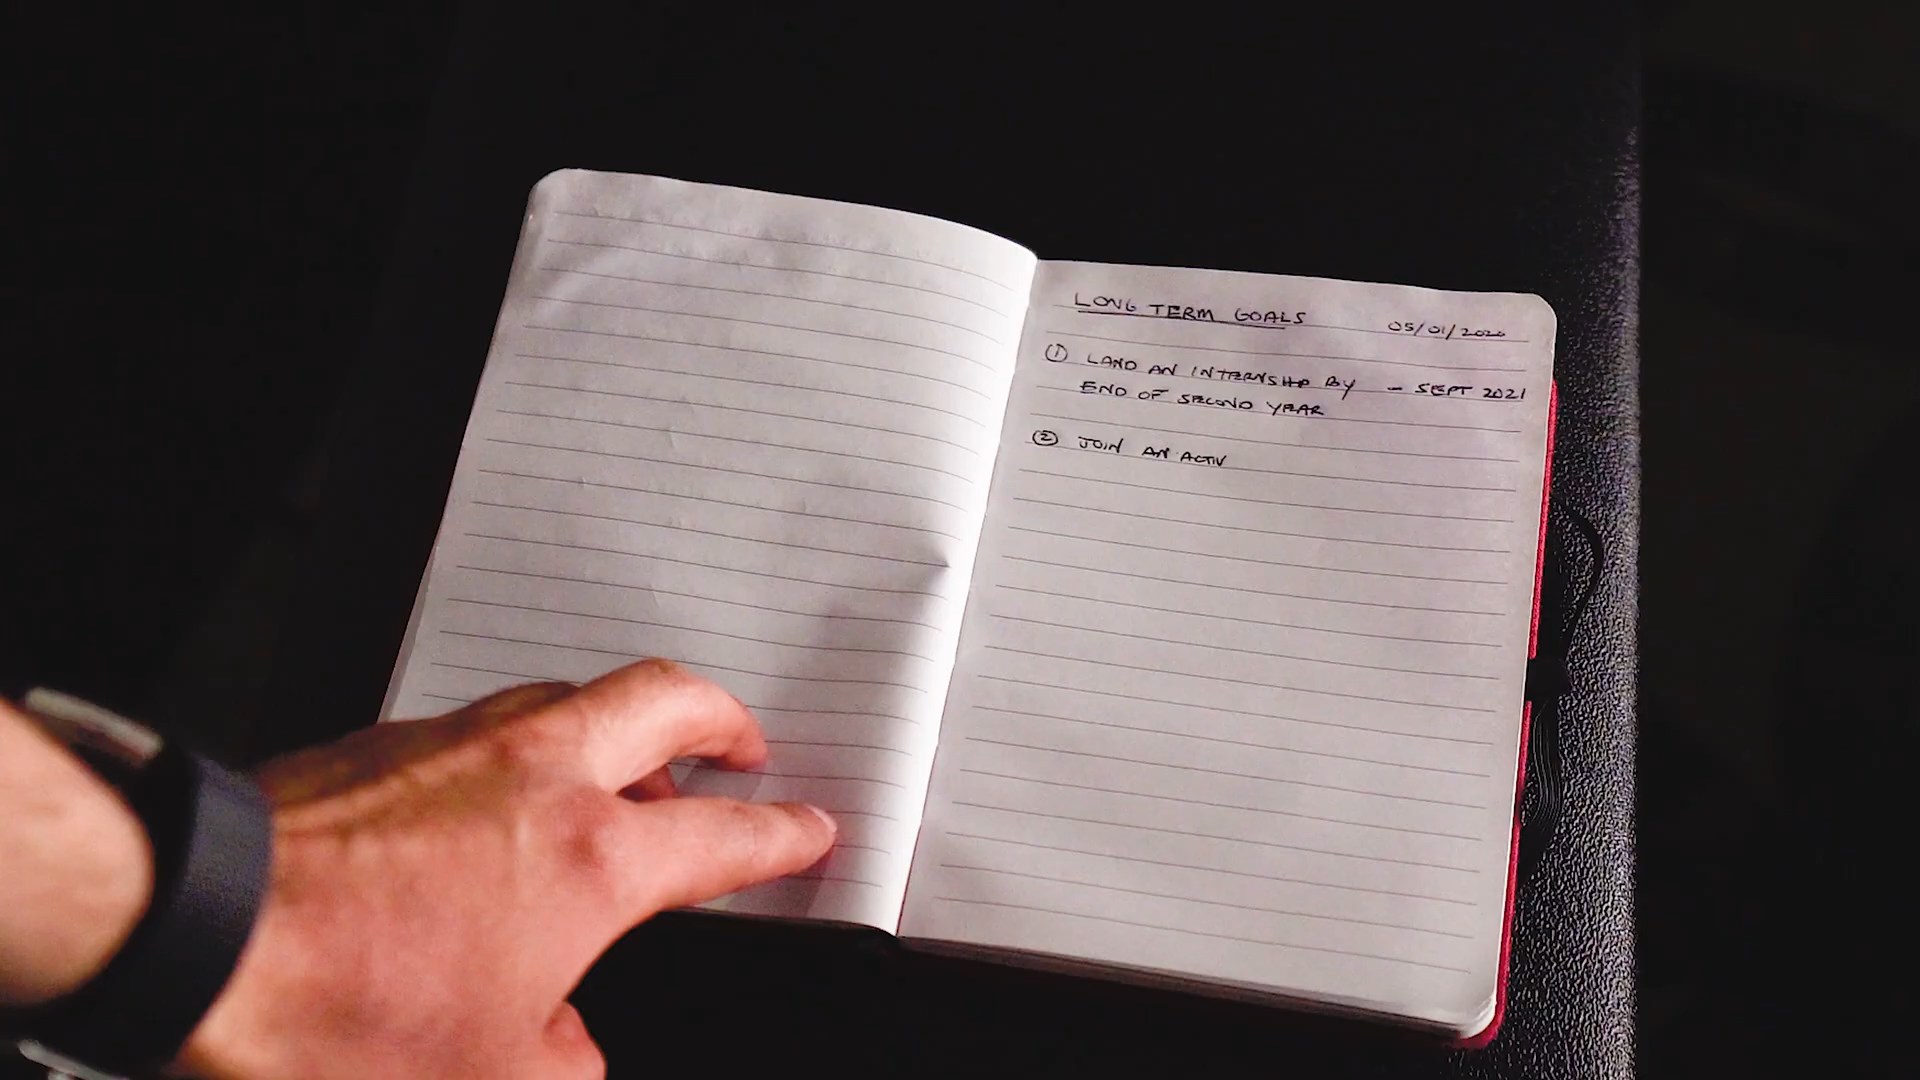 LONG TERM GOALS 05/01/2020
① LAND AN INTERNSHIP BY – SEPT 2021
END OF SECOND YEAR
② JOIN AN ACTIV